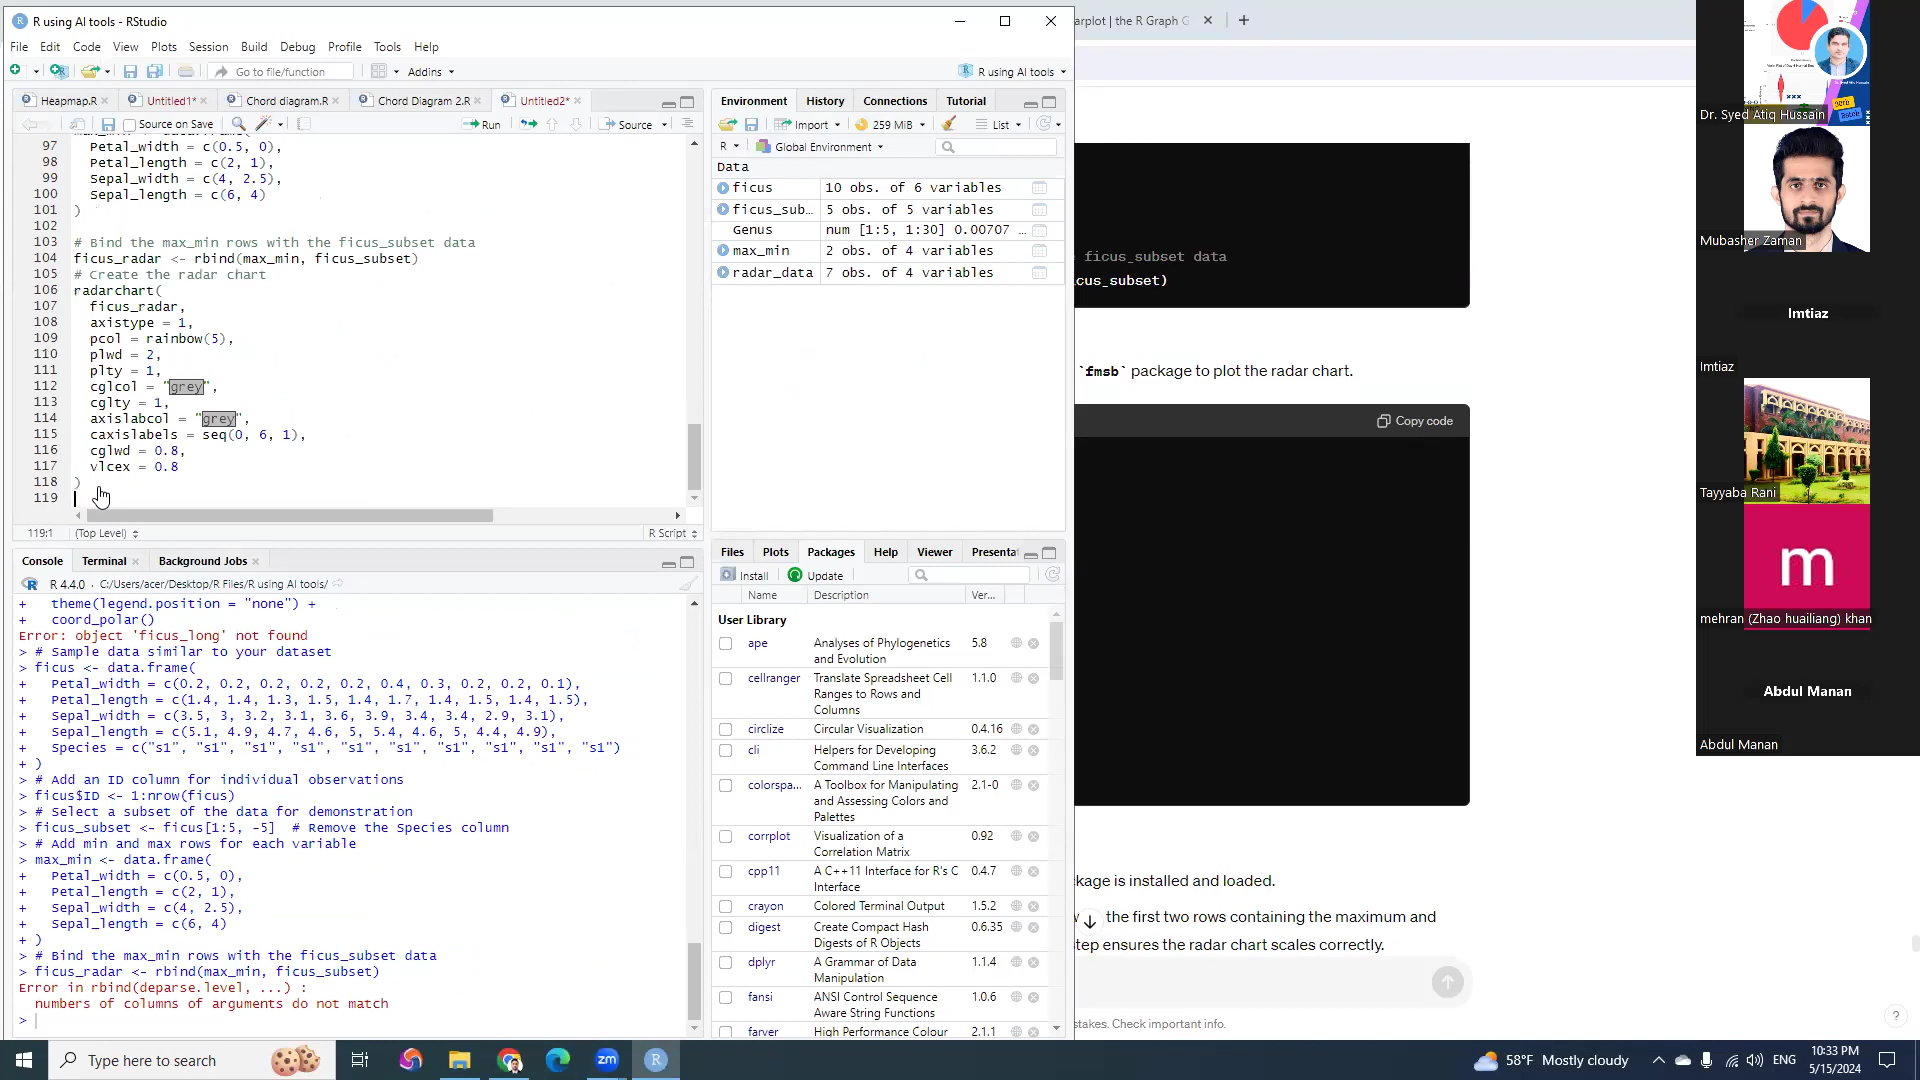 R using AI tools - RStudio
File Edit Code View Plots Session Build Debug Profile Tools Help
Go to file/function
Addins
R using AI tools
Heapmap.R
Untitled1*
Chord diagram.R
Chord Diagram 2.R
Untitled2*
Source on Save
Run
Source
97 Petal_width = c(0.5, 0),
98 Petal_length = c(2, 1),
99 Sepal_width = c(4, 2.5),
100 Sepal_length = c(6, 4)
101 )
102
103 # Bind the max_min rows with the ficus_subset data
104 ficus_radar <- rbind(max_min, ficus_subset)
105 # Create the radar chart
106 radarchart(
107 ficus_radar,
108 axistype = 1,
109 pcol = rainbow(5),
110 plwd = 2,
111 plty = 1,
112 cglcol = "grey",
113 cglty = 1,
114 axislabcol = "grey",
115 caxislabels = seq(0, 6, 1),
116 cglwd = 0.8,
117 vlcex = 0.8
118 )
119
119:1 (Top Level) R Script
Console Terminal Background Jobs
R 4.4.0 · C:/Users/acer/Desktop/R Files/R using AI tools/
+ theme(legend.position = "none") +
+ coord_polar()
Error: object 'ficus_long' not found
> # Sample data similar to your dataset
> ficus <- data.frame(
+ Petal_width = c(0.2, 0.2, 0.2, 0.2, 0.2, 0.4, 0.3, 0.2, 0.2, 0.1),
+ Petal_length = c(1.4, 1.4, 1.3, 1.5, 1.4, 1.7, 1.4, 1.5, 1.4, 1.5),
+ Sepal_width = c(3.5, 3, 3.2, 3.1, 3.6, 3.9, 3.4, 3.4, 2.9, 3.1),
+ Sepal_length = c(5.1, 4.9, 4.7, 4.6, 5, 5.4, 4.6, 5, 4.4, 4.9),
+ Species = c("s1", "s1", "s1", "s1", "s1", "s1", "s1", "s1", "s1", "s1")
+ )
> # Add an ID column for individual observations
> ficus$ID <- 1:nrow(ficus)
> # Select a subset of the data for demonstration
> ficus_subset <- ficus[1:5, -5] # Remove the Species column
> # Add min and max rows for each variable
> max_min <- data.frame(
+ Petal_width = c(0.5, 0),
+ Petal_length = c(2, 1),
+ Sepal_width = c(4, 2.5),
+ Sepal_length = c(6, 4)
+ )
> # Bind the max_min rows with the ficus_subset data
> ficus_radar <- rbind(max_min, ficus_subset)
Error in rbind(deparse.level, ...) :
numbers of columns of arguments do not match
>
Environment History Connections Tutorial
Import 259 MiB List
R Global Environment
Data
ficus 10 obs. of 6 variables
ficus_sub… 5 obs. of 5 variables
Genus num [1:5, 1:30] 0.00707 …
max_min 2 obs. of 4 variables
radar_data 7 obs. of 4 variables
Files Plots Packages Help Viewer Presenta
Install Update
Name Description Ver...
User Library
ape Analyses of Phylogenetics and Evolution 5.8
cellranger Translate Spreadsheet Cell Ranges to Rows and Columns 1.1.0
circlize Circular Visualization 0.4.16
cli Helpers for Developing Command Line Interfaces 3.6.2
colorspa... A Toolbox for Manipulating and Assessing Colors and Palettes 2.1-0
corrplot Visualization of a Correlation Matrix 0.92
cpp11 A C++11 Interface for R's C Interface 0.4.7
crayon Colored Terminal Output 1.5.2
digest Create Compact Hash Digests of R Objects 0.6.35
dplyr A Grammar of Data Manipulation 1.1.4
fansi ANSI Control Sequence Aware String Functions 1.0.6
farver High Performance Colour 2.1.1
arplot | the R Graph G
ficus_subset data
cus_subset)
`fmsb` package to plot the radar chart.
Copy code
ckage is installed and loaded.
the first two rows containing the maximum and
tep ensures the radar chart scales correctly.
stakes. Check important info.
?
Dr. Syed Atiq Hussain
Mubasher Zaman
Imtiaz
Imtiaz
Tayyaba Rani
m
mehran (Zhao huailiang) khan
Abdul Manan
Abdul Manan
Type here to search
zm
R
58°F Mostly cloudy
ENG
10:33 PM
5/15/2024